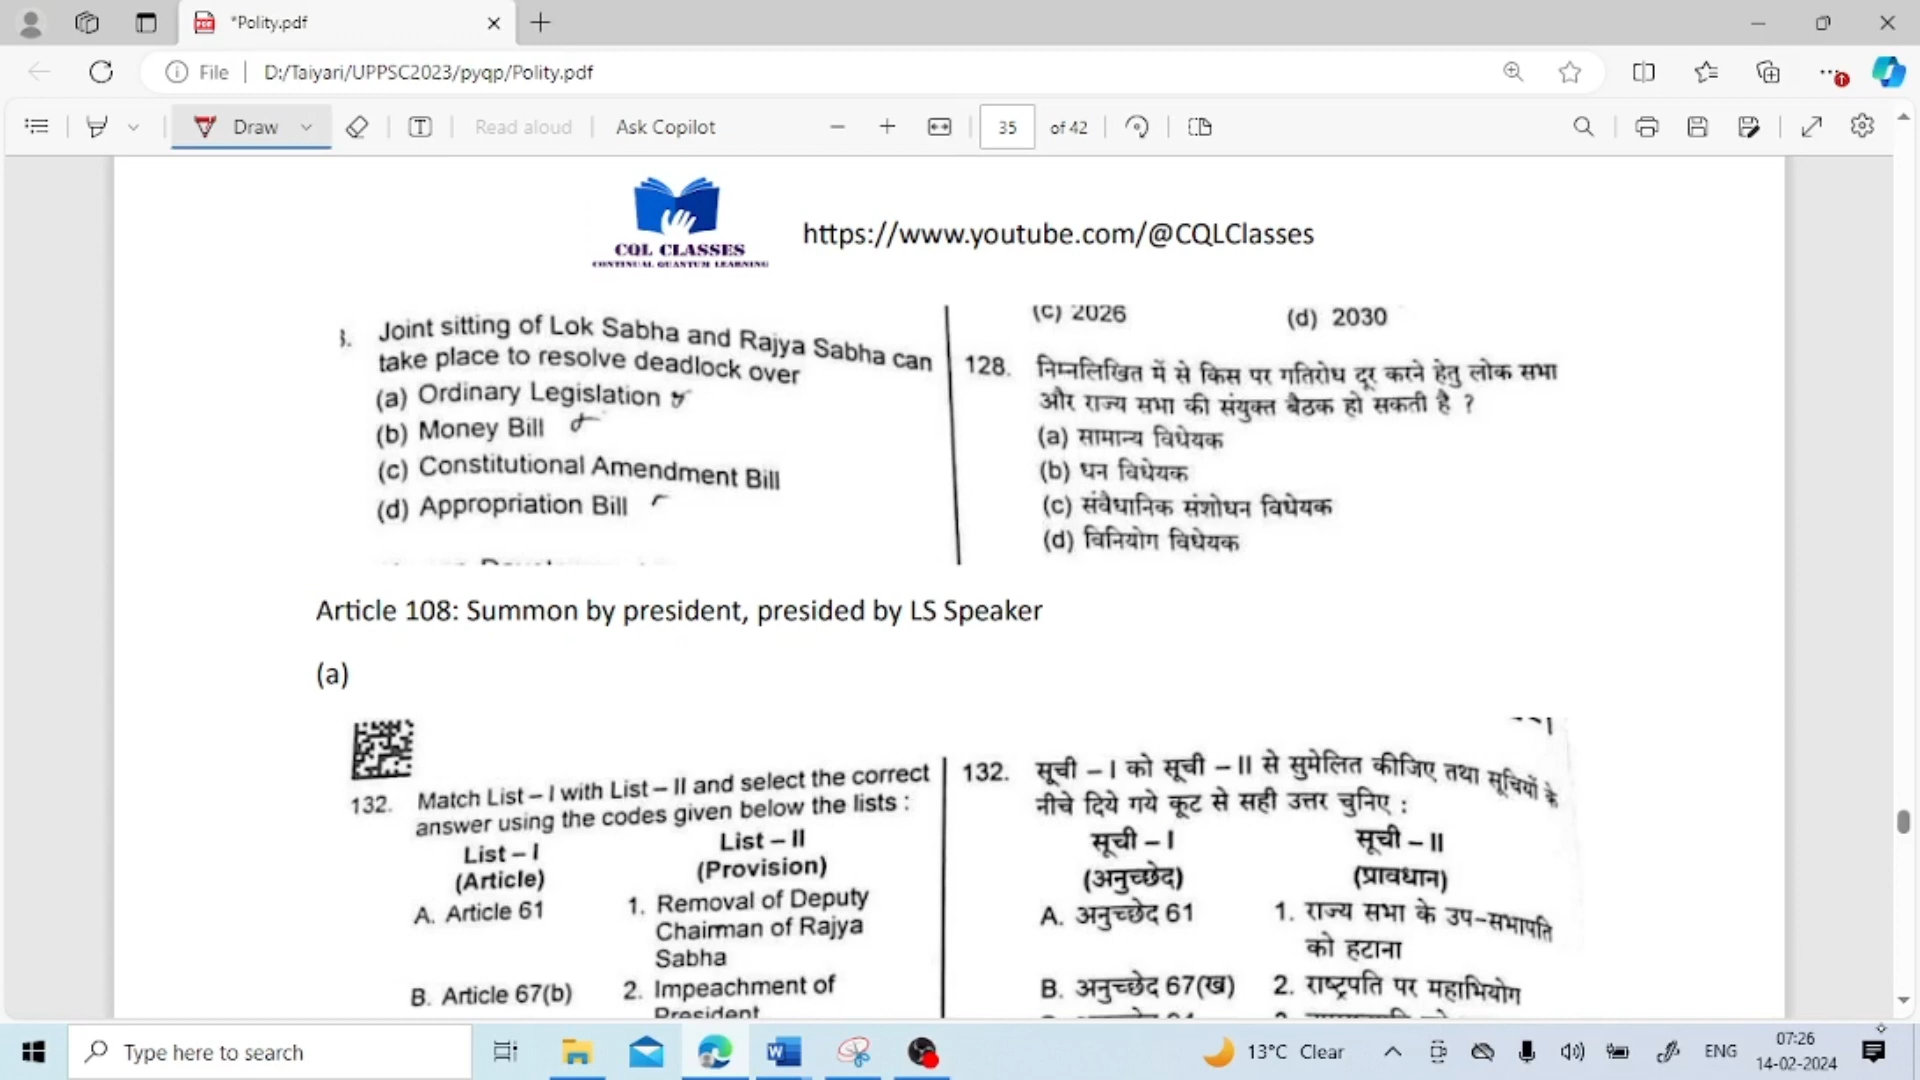 *Polity.pdf
File
D:/Taiyari/UPPSC2023/pyqp/Polity.pdf
Draw
Read aloud
Ask Copilot
35
of 42
CQL CLASSES
CONTINUAL QUANTUM LEARNING
https://www.youtube.com/@CQLClasses
Joint sitting of Lok Sabha and Rajya Sabha can
take place to resolve deadlock over
(a) Ordinary Legislation
(b) Money Bill
(c) Constitutional Amendment Bill
(d) Appropriation Bill
(c) 2026 (d) 2030
128. निम्नलिखित में से किस पर गतिरोध दूर करने हेतु लोक सभा
और राज्य सभा की संयुक्त बैठक हो सकती है ?
(a) सामान्य विधेयक
(b) धन विधेयक
(c) संवैधानिक संशोधन विधेयक
(d) विनियोग विधेयक
Article 108: Summon by president, presided by LS Speaker
(a)
132. Match List – I with List – II and select the correct
answer using the codes given below the lists :
List – I List – II
(Article) (Provision)
A. Article 61 1. Removal of Deputy
Chairman of Rajya
Sabha
B. Article 67(b) 2. Impeachment of
President
132. सूची – I को सूची – II से सुमेलित कीजिए तथा सूचियों के
नीचे दिये गये कूट से सही उत्तर चुनिए :
सूची – I सूची – II
(अनुच्छेद) (प्रावधान)
A. अनुच्छेद 61 1. राज्य सभा के उप-सभापति
को हटाना
B. अनुच्छेद 67(ख) 2. राष्ट्रपति पर महाभियोग
Type here to search
13°C Clear
ENG
07:26
14-02-2024